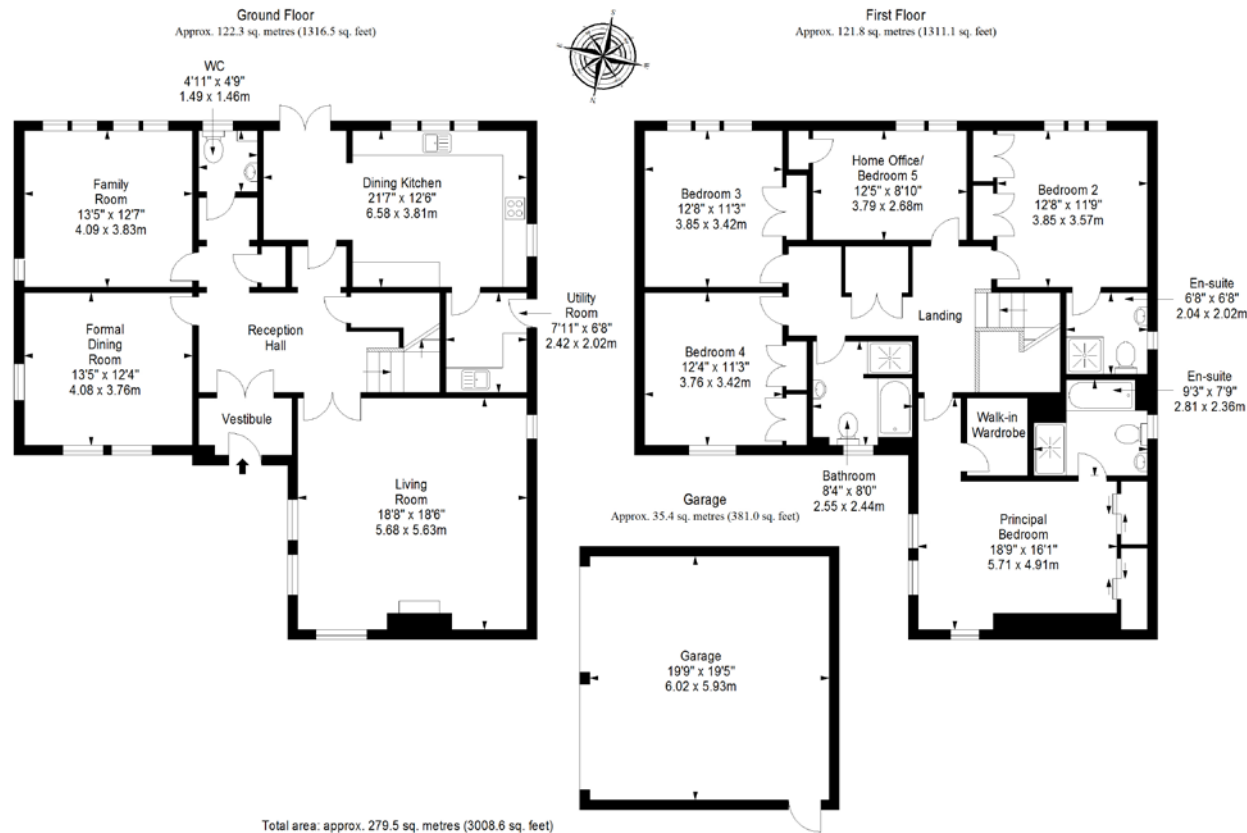 Ground Floor
Approx. 122.3 sq. metres (1316.5 sq. feet)
WC
4'11" x 4'9"
1.49 x 1.46m
Family
Room
13'5" x 12'7"
4.09 x 3.83m
Dining Kitchen
21'7" x 12'6"
6.58 x 3.81m
Utility
Room
7'11" x 6'8"
2.42 x 2.02m
Formal
Dining
Room
13'5" x 12'4"
4.08 x 3.76m
Reception
Hall
Vestibule
Living
Room
18'8" x 18'6"
5.68 x 5.63m
S
N
First Floor
Approx. 121.8 sq. metres (1311.1 sq. feet)
Bedroom 3
12'8" x 11'3"
3.85 x 3.42m
Home Office/
Bedroom 5
12'5" x 8'10"
3.79 x 2.68m
Bedroom 2
12'8" x 11'9"
3.85 x 3.57m
En-suite
6'8" x 6'8"
2.04 x 2.02m
Landing
Bedroom 4
12'4" x 11'3"
3.76 x 3.42m
En-suite
9'3" x 7'9"
2.81 x 2.36m
Walk-in
Wardrobe
Bathroom
8'4" x 8'0"
2.55 x 2.44m
Principal
Bedroom
18'9" x 16'1"
5.71 x 4.91m
Garage
Approx. 35.4 sq. metres (381.0 sq. feet)
Garage
19'9" x 19'5"
6.02 x 5.93m
Total area: approx. 279.5 sq. metres (3008.6 sq. feet)